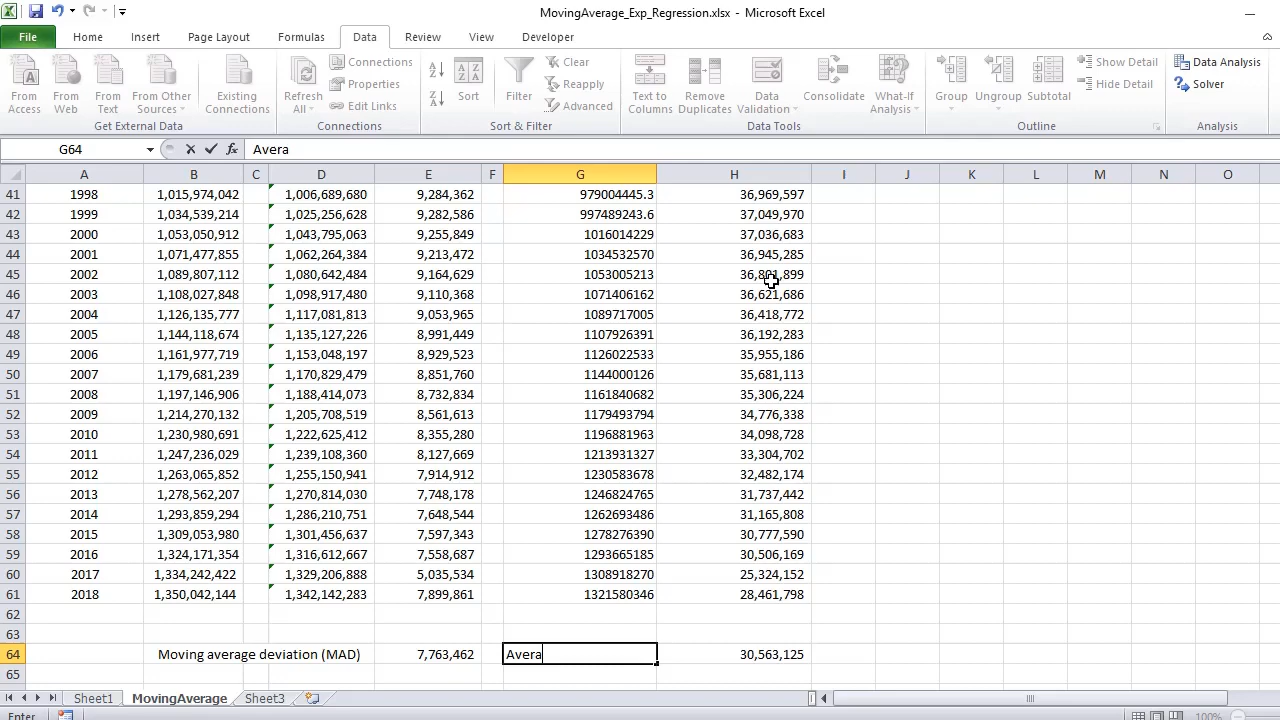 MovingAverage_Exp_Regression.xlsx - Microsoft Excel
File Home Insert Page Layout Formulas Data Review View Developer
From Access From Web From Text From Other Sources Existing Connections Refresh All Connections Properties Edit Links Sort Filter Clear Reapply Advanced Text to Columns Remove Duplicates Data Validation Consolidate What-If Analysis Group Ungroup Subtotal Show Detail Hide Detail Data Analysis Solver
Get External Data Connections Sort & Filter Data Tools Outline Analysis
G64 fx Avera
A B C D E F G H I J K L M N O
41 1998 1,015,974,042 1,006,689,680 9,284,362 979004445.3 36,969,597
42 1999 1,034,539,214 1,025,256,628 9,282,586 997489243.6 37,049,970
43 2000 1,053,050,912 1,043,795,063 9,255,849 1016014229 37,036,683
44 2001 1,071,477,855 1,062,264,384 9,213,472 1034532570 36,945,285
45 2002 1,089,807,112 1,080,642,484 9,164,629 1053005213 36,801,899
46 2003 1,108,027,848 1,098,917,480 9,110,368 1071406162 36,621,686
47 2004 1,126,135,777 1,117,081,813 9,053,965 1089717005 36,418,772
48 2005 1,144,118,674 1,135,127,226 8,991,449 1107926391 36,192,283
49 2006 1,161,977,719 1,153,048,197 8,929,523 1126022533 35,955,186
50 2007 1,179,681,239 1,170,829,479 8,851,760 1144000126 35,681,113
51 2008 1,197,146,906 1,188,414,073 8,732,834 1161840682 35,306,224
52 2009 1,214,270,132 1,205,708,519 8,561,613 1179493794 34,776,338
53 2010 1,230,980,691 1,222,625,412 8,355,280 1196881963 34,098,728
54 2011 1,247,236,029 1,239,108,360 8,127,669 1213931327 33,304,702
55 2012 1,263,065,852 1,255,150,941 7,914,912 1230583678 32,482,174
56 2013 1,278,562,207 1,270,814,030 7,748,178 1246824765 31,737,442
57 2014 1,293,859,294 1,286,210,751 7,648,544 1262693486 31,165,808
58 2015 1,309,053,980 1,301,456,637 7,597,343 1278276390 30,777,590
59 2016 1,324,171,354 1,316,612,667 7,558,687 1293665185 30,506,169
60 2017 1,334,242,422 1,329,206,888 5,035,534 1308918270 25,324,152
61 2018 1,350,042,144 1,342,142,283 7,899,861 1321580346 28,461,798
62
63
64 Moving average deviation (MAD) 7,763,462 Avera 30,563,125
65
Sheet1 MovingAverage Sheet3
Enter 100%